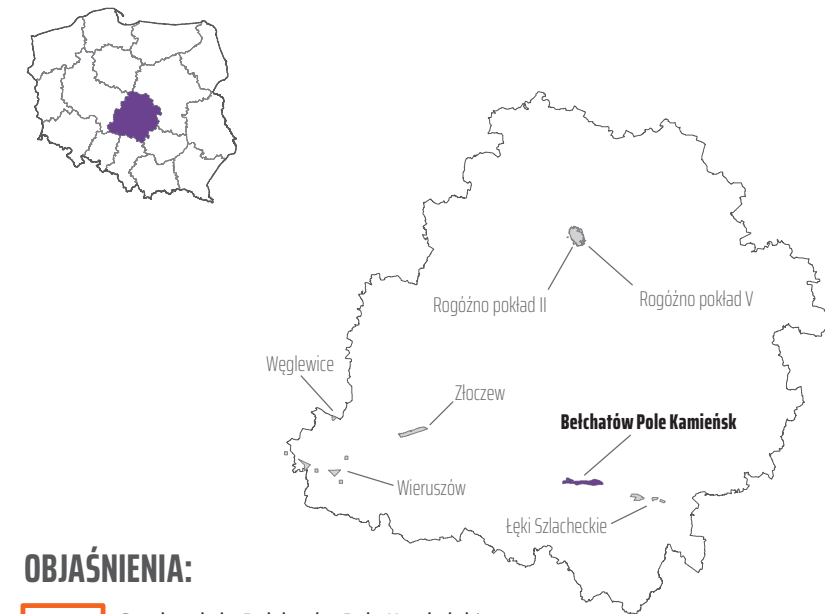 Rogóźno pokład II
Rogóźno pokład V
Węglewice
Złoczew
Bełchatów Pole Kamieńsk
Wieruszów
Łęki Szlacheckie
OBJAŚNIENIA: